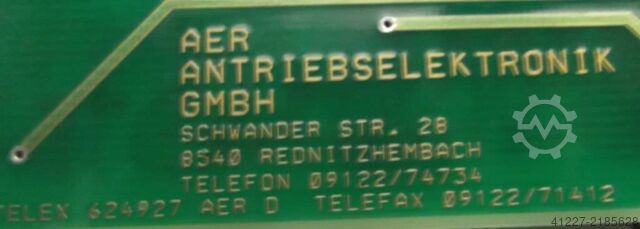 AER
ANTRIEBSELEKTRONIK
GMBH
SCHWANDER STR. 28
8540 REDNITZHEMBACH
TELEFON 09122/74734
TELEX 624927 AER D TELEFAX 09122/71412
41227-2185628